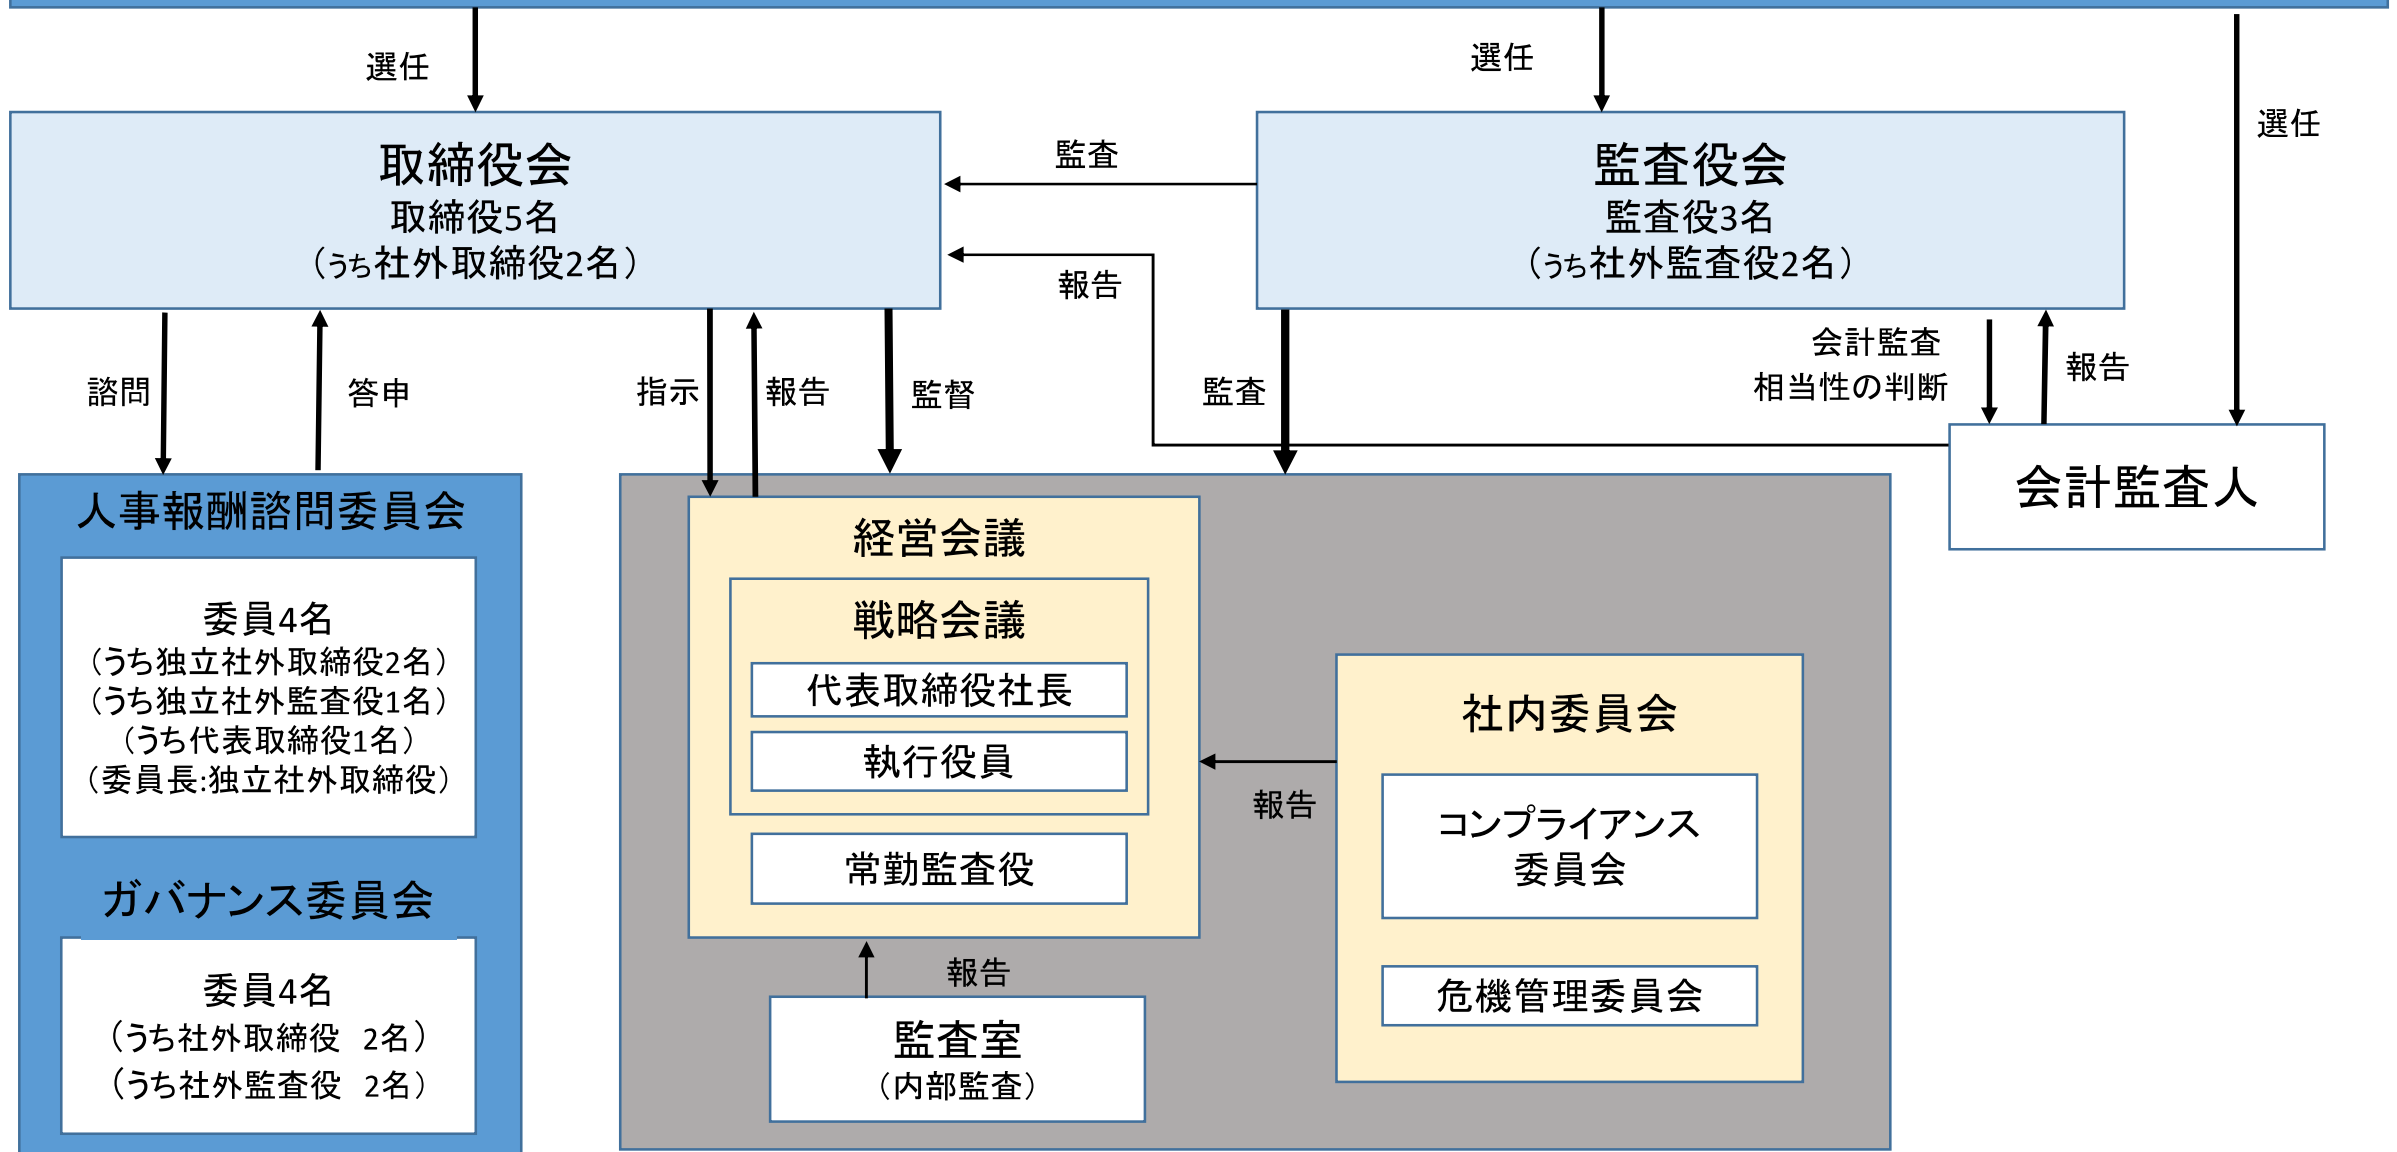 選任
選任
選任
取締役会
取締役5名
（うち社外取締役2名）
監査
報告
監査役会
監査役3名
（うち社外監査役2名）
諮問
答申
指示
報告
監督
監査
会計監査
相当性の判断
報告
会計監査人
人事報酬諮問委員会
委員4名
（うち独立社外取締役2名）
（うち独立社外監査役1名）
（うち代表取締役1名）
（委員長:独立社外取締役）
ガバナンス委員会
委員4名
（うち社外取締役　2名）
（うち社外監査役　2名）
経営会議
戦略会議
代表取締役社長
執行役員
常勤監査役
報告
監査室
（内部監査）
報告
社内委員会
コンプライアンス
委員会
危機管理委員会